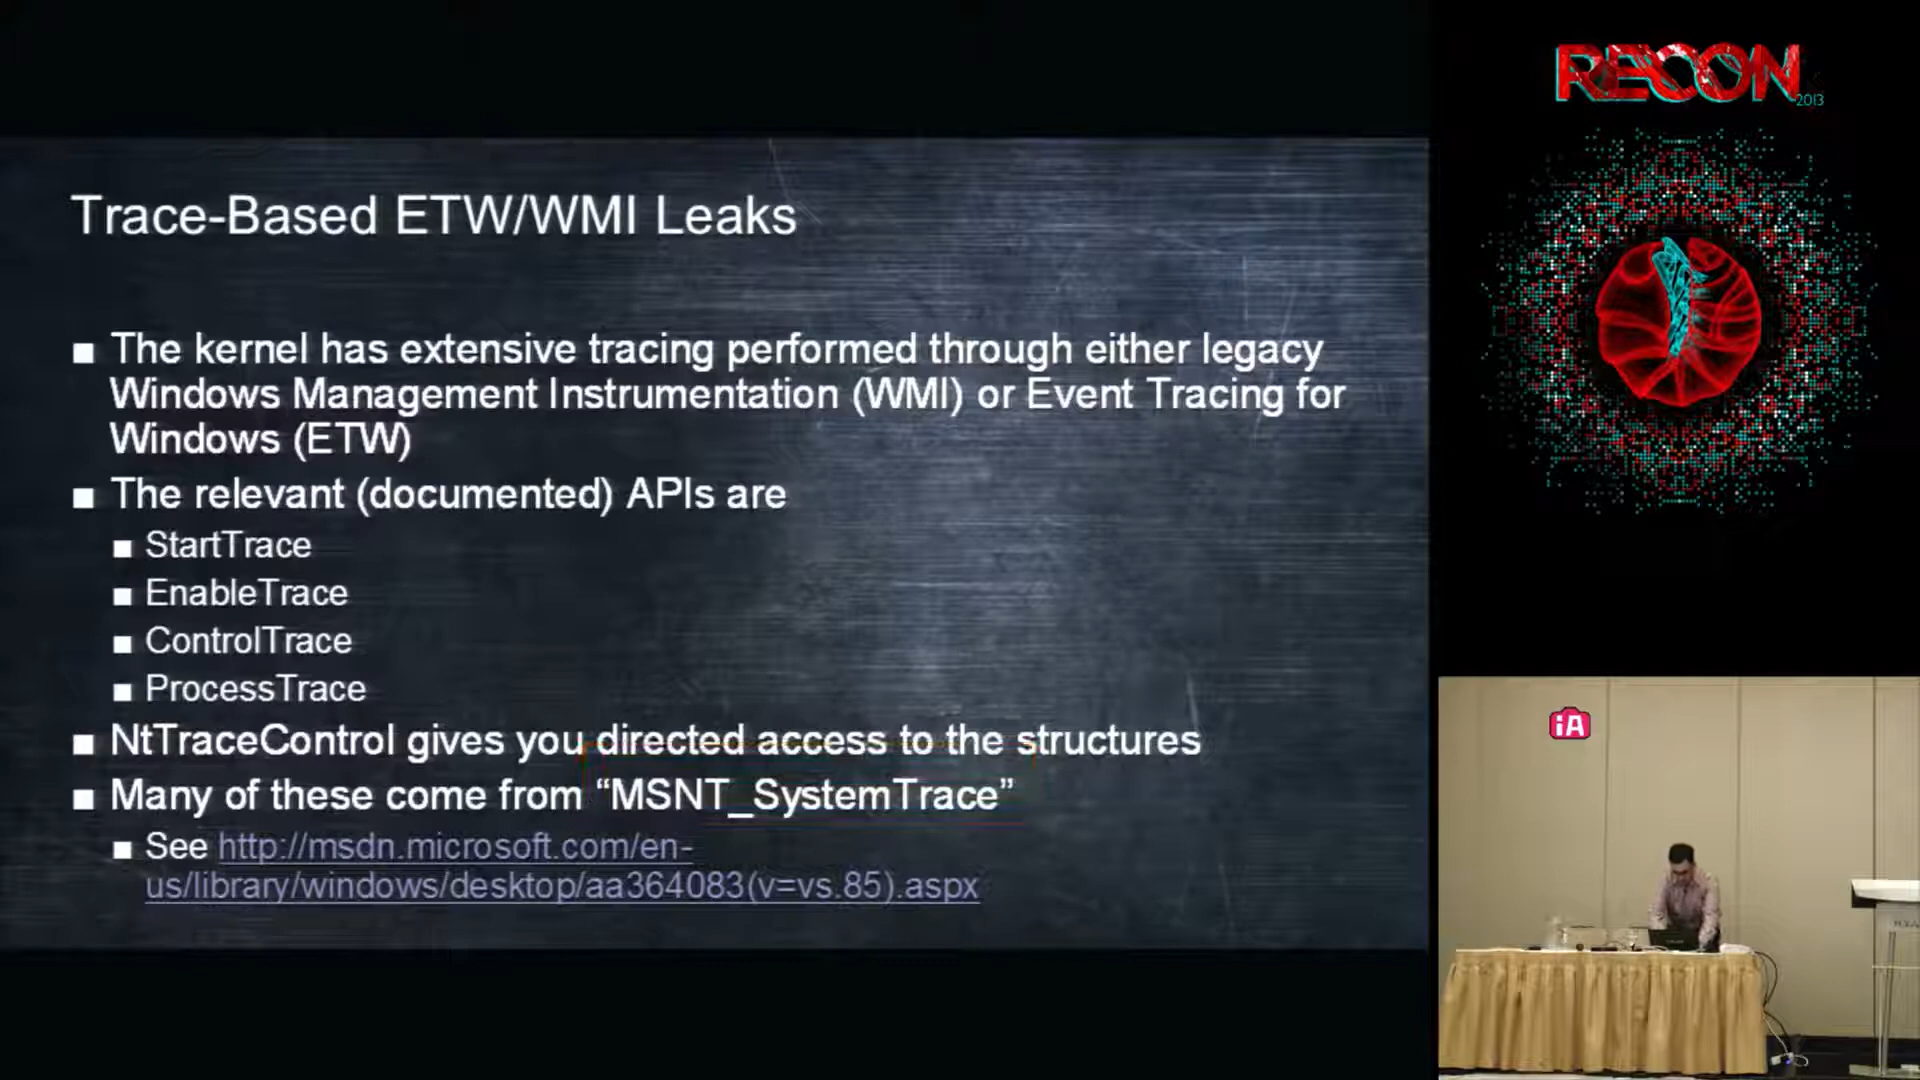 RECON
2013
Trace-Based ETW/WMI Leaks
■ The kernel has extensive tracing performed through either legacy
Windows Management Instrumentation (WMI) or Event Tracing for
Windows (ETW)
■ The relevant (documented) APIs are
■ StartTrace
■ EnableTrace
■ ControlTrace
■ ProcessTrace
■ NtTraceControl gives you directed access to the structures
■ Many of these come from “MSNT_SystemTrace”
■ See http://msdn.microsoft.com/en-
us/library/windows/desktop/aa364083(v=vs.85).aspx
iA